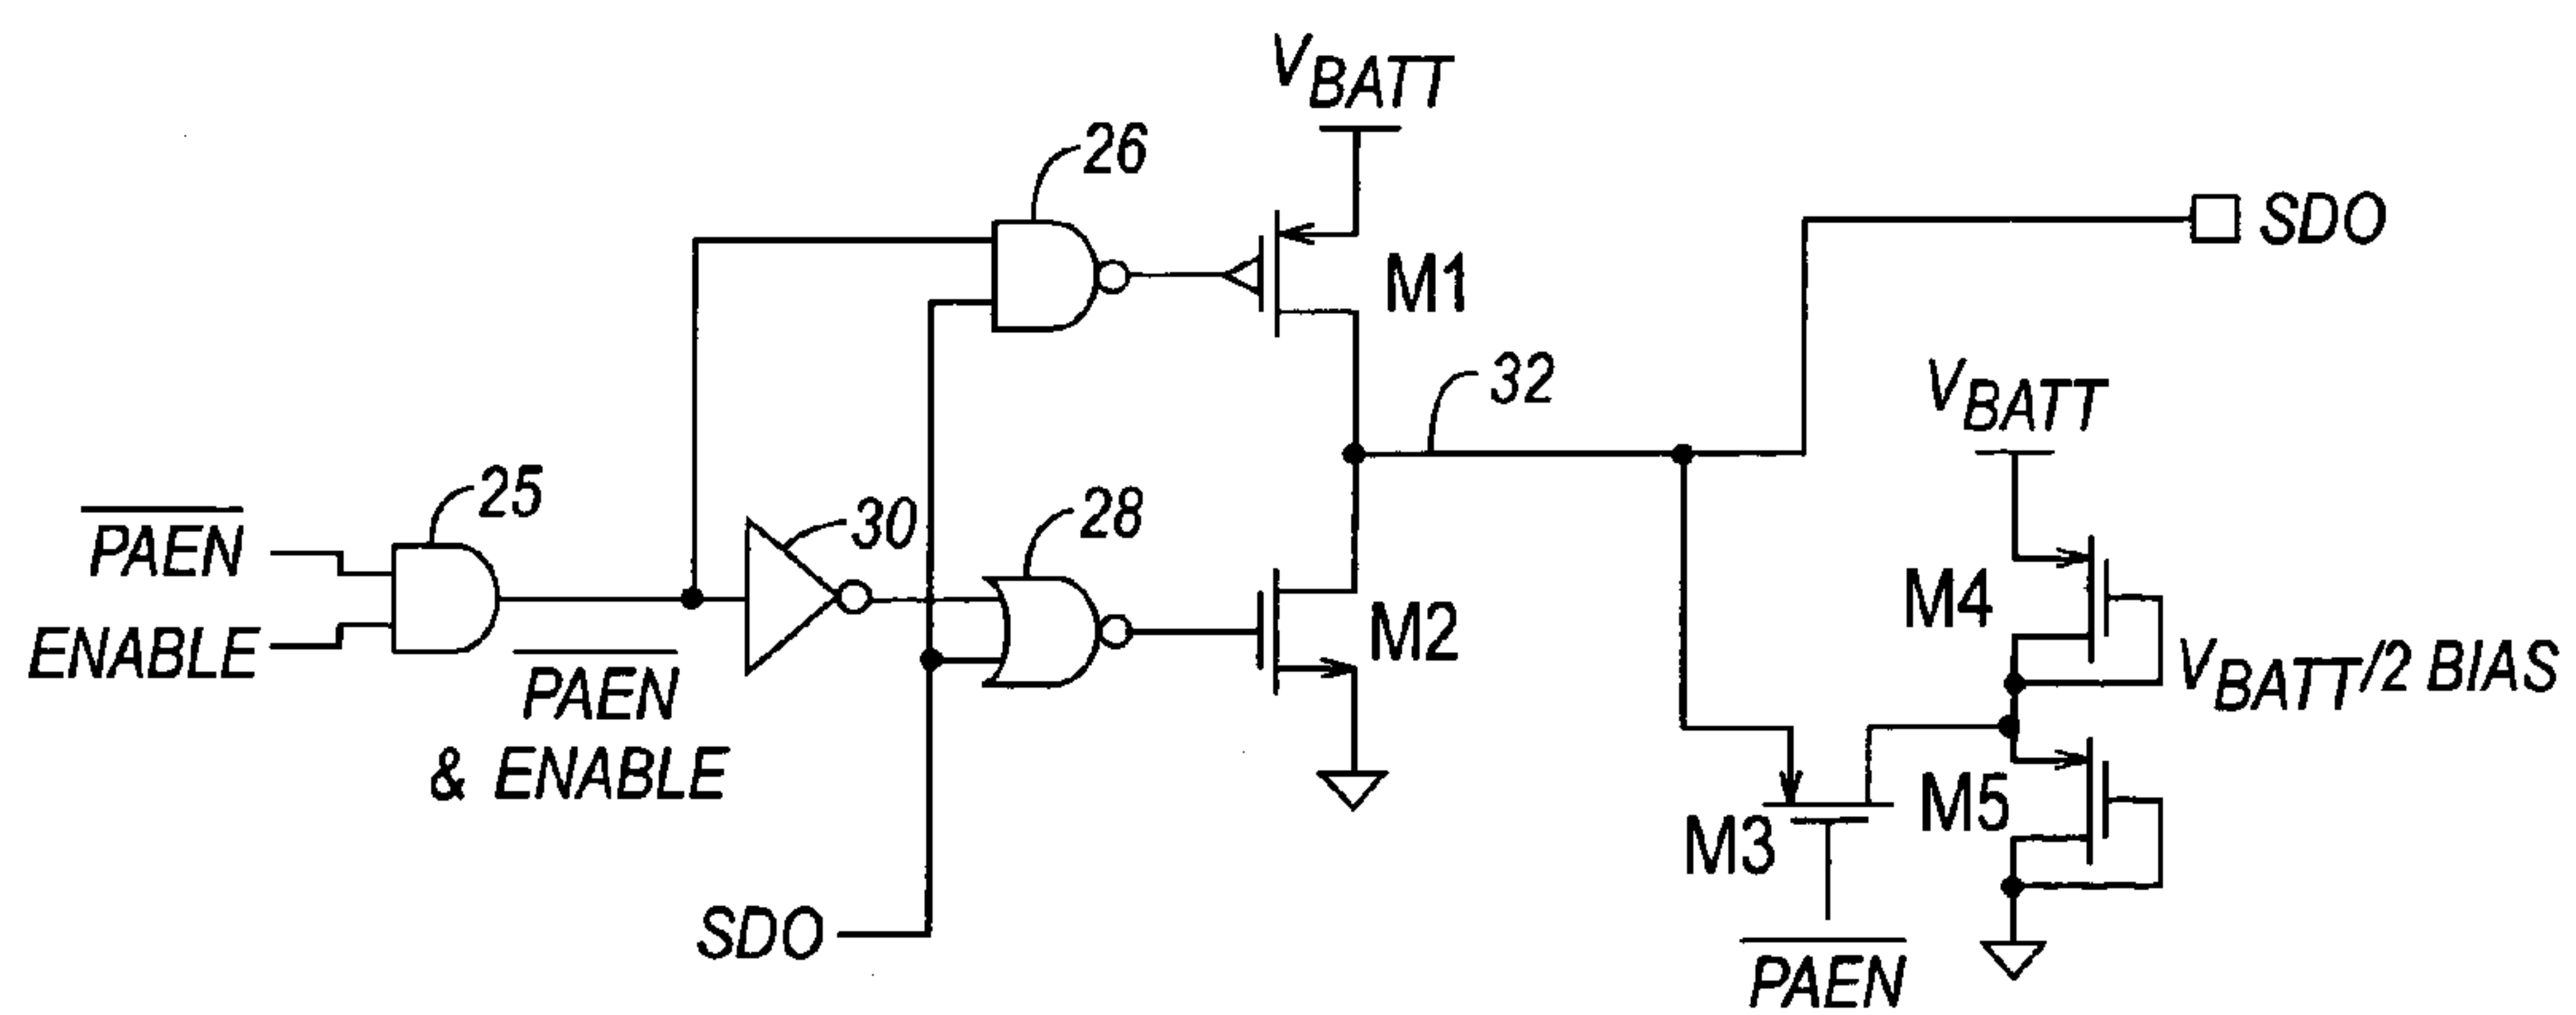 VBATT
26
SDO
M1
32
VBATT
25
PAEN
30
28
M4
ENABLE
M2
VBATT/2 BIAS
PAEN
& ENABLE
M5
M3
SDO
PAEN